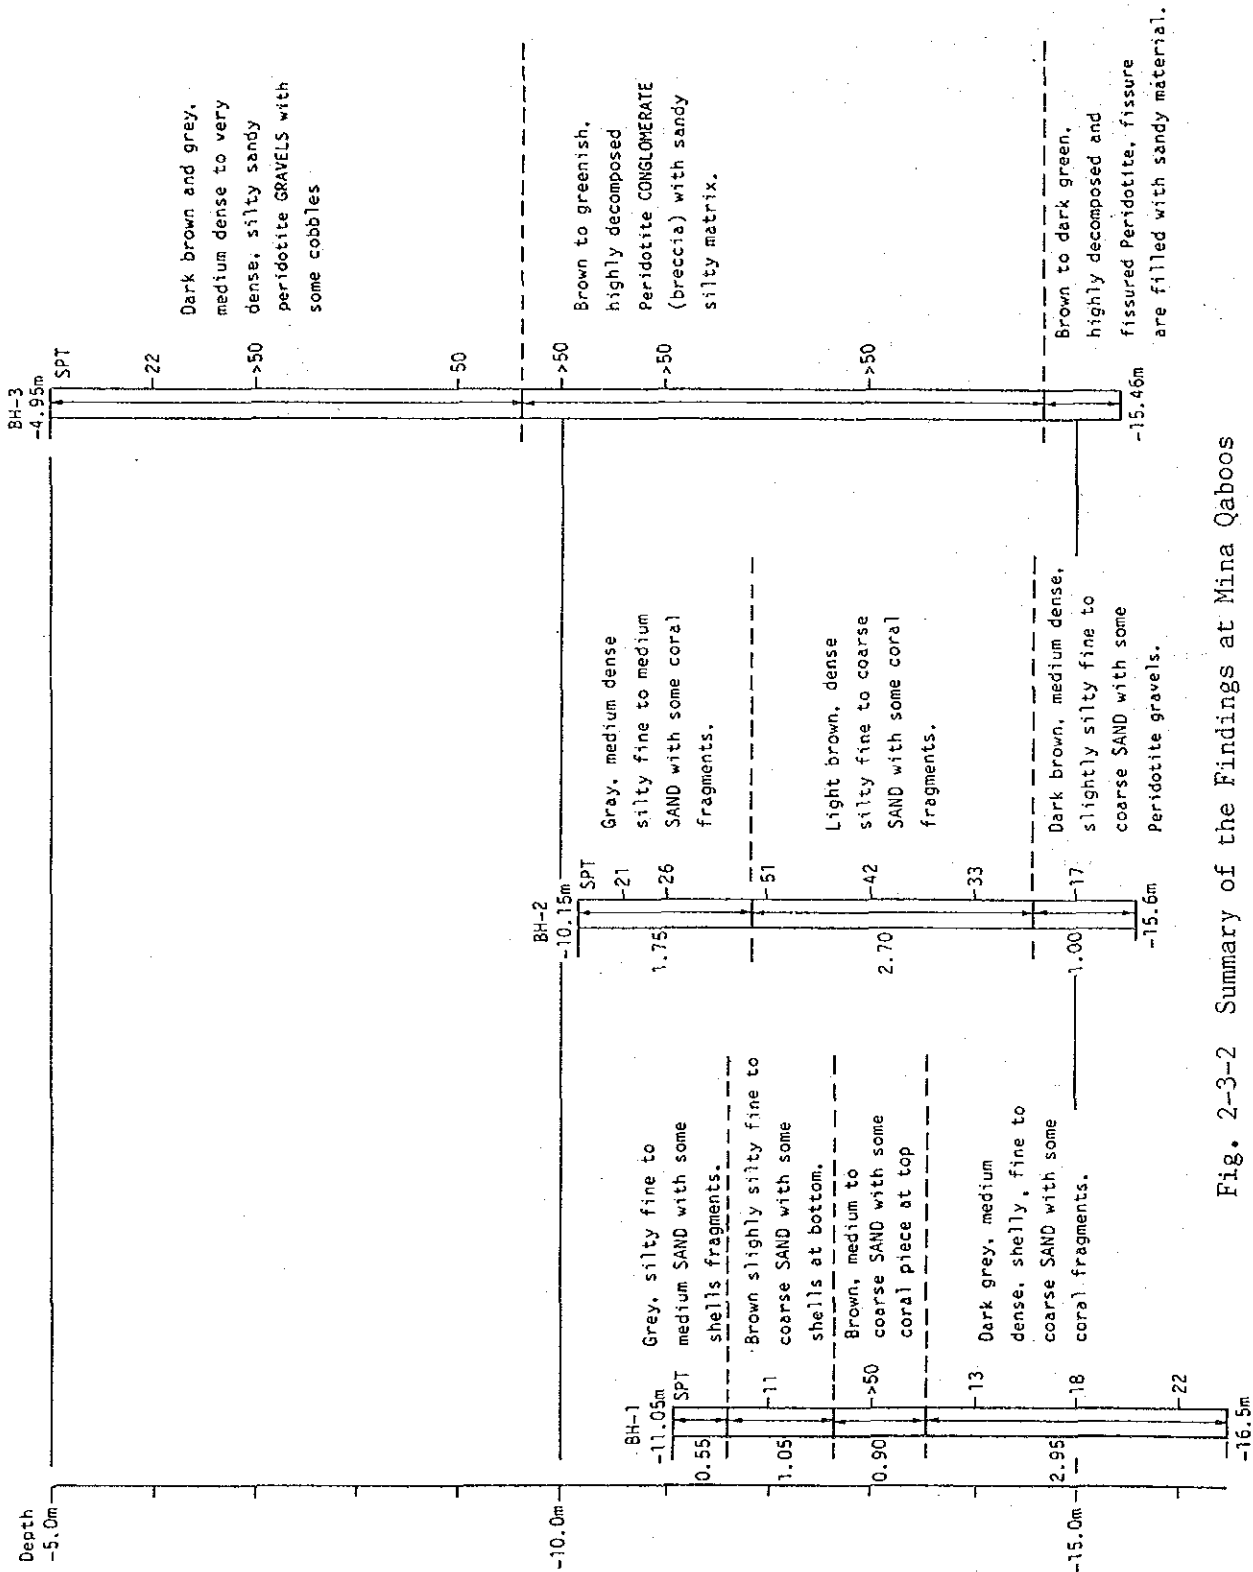 Depth
-5.0m
-10.0m
-15.0m
BH-1
-11.05m
SPT
0.55
1.05
0.90
2.95
11
>50
13
18
22
-16.5m
Grey, silty fine to
medium SAND with some
shells fragments.
Brown slighly silty fine to
coarse SAND with some
shells at bottom.
Brown, medium to
coarse SAND with some
coral piece at top
Dark grey, medium
dense, shelly, fine to
coarse SAND with some
coral fragments.
BH-2
-10.15m
SPT
1.75
2.70
1.00
21
26
51
42
33
17
-15.6m
Gray, medium dense
silty fine to medium
SAND with some coral
fragments.
Light brown, dense
silty fine to coarse
SAND with some coral
fragments.
Dark brown, medium dense,
slightly silty fine to
coarse SAND with some
Peridotite gravels.
BH-3
-4.95m
SPT
22
>50
50
>50
>50
>50
-15.46m
Dark brown and grey,
medium dense to very
dense, silty sandy
peridotite GRAVELS with
some cobbles
Brown to greenish,
highly decomposed
Peridotite CONGLOMERATE
(breccia) with sandy
silty matrix.
Brown to dark green,
highly decomposed and
fissured Peridotite, fissure
are filled with sandy material.
Fig. 2-3-2 Summary of the Findings at Mina Qaboos